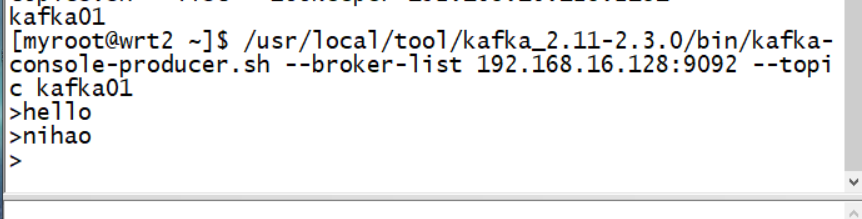 kafka01
[myroot@wrt2 ~]$ /usr/local/tool/kafka_2.11-2.3.0/bin/kafka-
console-producer.sh --broker-list 192.168.16.128:9092 --topi
c kafka01
>hello
>nihao
>